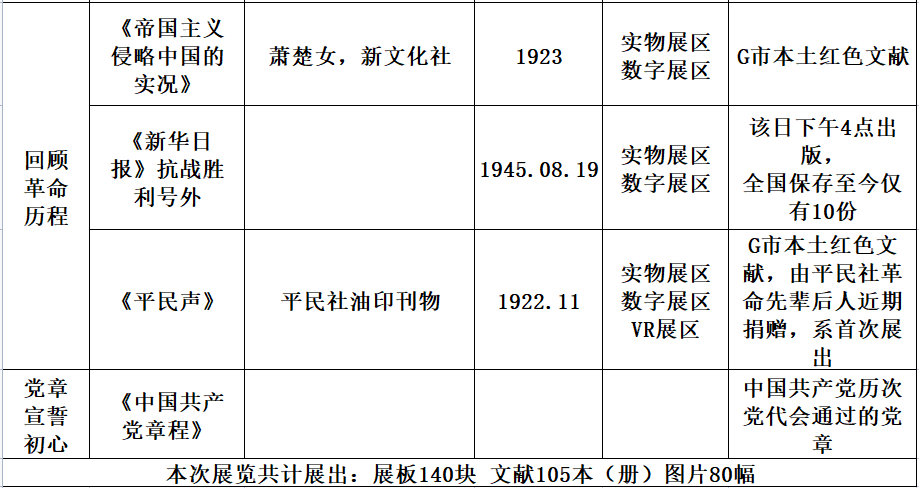 回顾
革命
历程
《帝国主义
侵略中国的
实况》
萧楚女，新文化社
1923
实物展区
数字展区
G市本土红色文献
《新华日
报》抗战胜
利号外
1945.08.19
实物展区
数字展区
该日下午4点出
版，
全国保存至今仅
有10份
《平民声》
平民社油印刊物
1922.11
实物展区
数字展区
VR展区
G市本土红色文
献，由平民社革
命先辈后人近期
捐赠，系首次展
出
党章
宣誓
初心
《中国共产
党章程》
中国共产党历次
党代会通过的党
章
本次展览共计展出：展板140块 文献105本（册）图片80幅